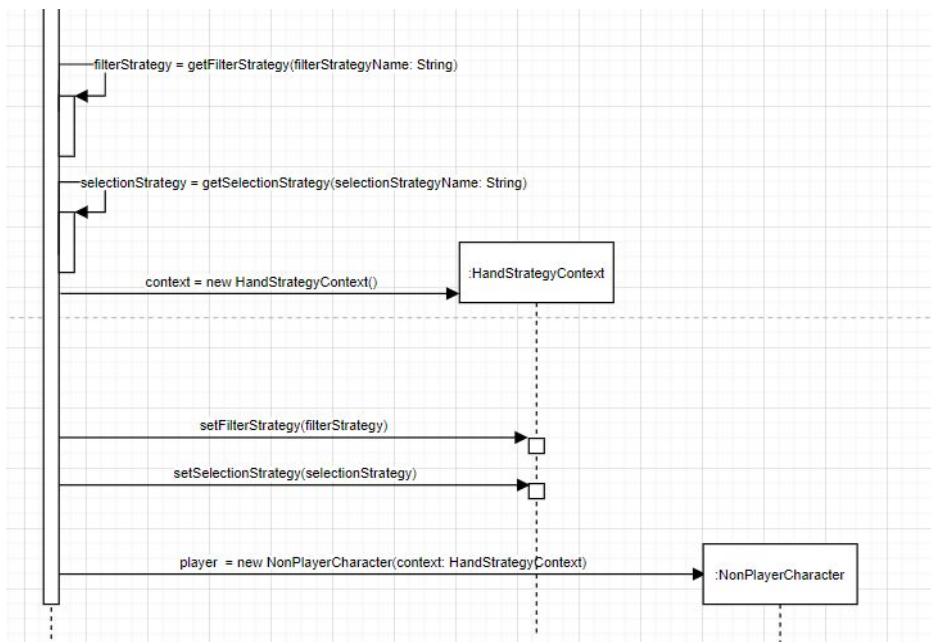 filterStrategy = getFilterStrategy(filterStrategyName: String)
selectionStrategy = getSelectionStrategy(selectionStrategyName: String)
:HandStrategyContext
context = new HandStrategyContext()
setFilterStrategy(filterStrategy)
setSelectionStrategy(selectionStrategy)
player = new NonPlayerCharacter(context: HandStrategyContext)
:NonPlayerCharacter